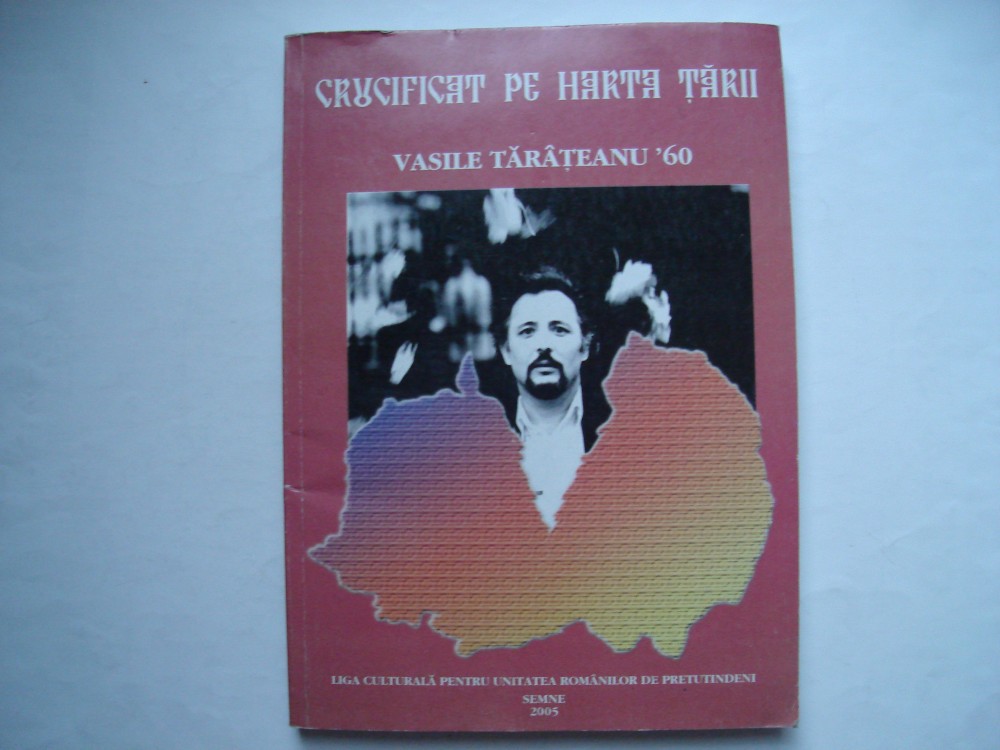 CRUCIFICAT PE HARTA ȚĂRII
VASILE TĂRÂȚEANU '60
LIGA CULTURALĂ PENTRU UNITATEA ROMÂNILOR DE PRETUTINDENI
SEMNE
2005